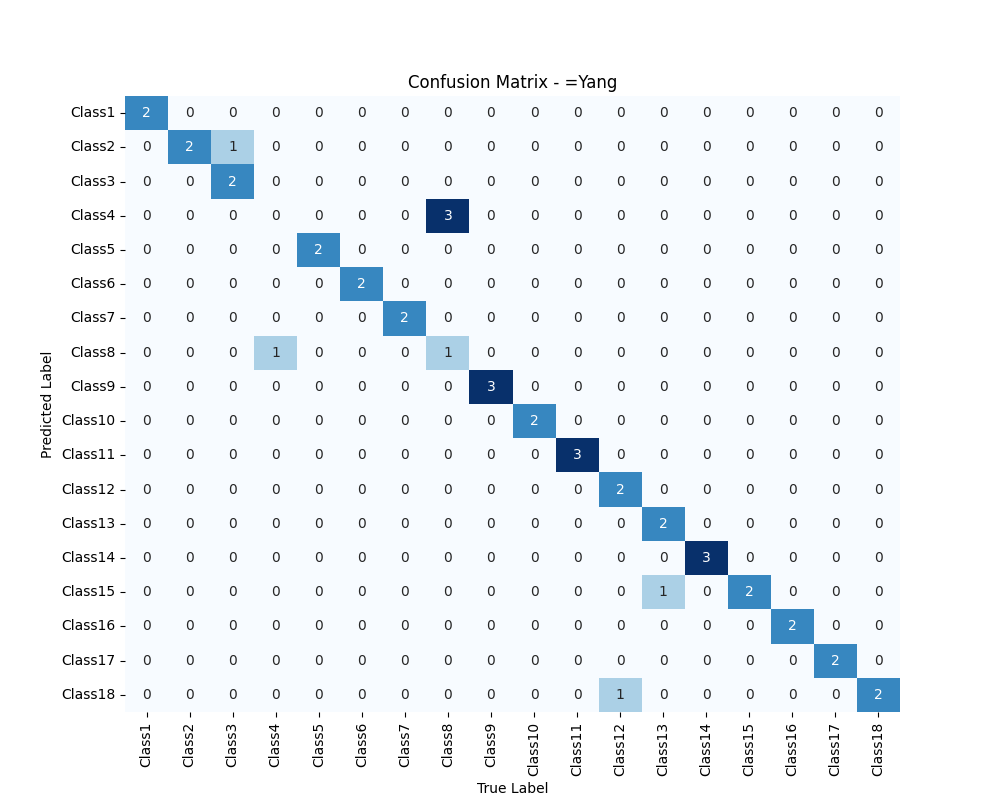 Confusion Matrix - =Yang
Predicted Label
Class1 2 0 0 0 0 0 0 0 0 0 0 0 0 0 0 0 0 0
Class2 0 2 1 0 0 0 0 0 0 0 0 0 0 0 0 0 0 0
Class3 0 0 2 0 0 0 0 0 0 0 0 0 0 0 0 0 0 0
Class4 0 0 0 0 0 0 0 3 0 0 0 0 0 0 0 0 0 0
Class5 0 0 0 0 2 0 0 0 0 0 0 0 0 0 0 0 0 0
Class6 0 0 0 0 0 2 0 0 0 0 0 0 0 0 0 0 0 0
Class7 0 0 0 0 0 0 2 0 0 0 0 0 0 0 0 0 0 0
Class8 0 0 0 1 0 0 0 1 0 0 0 0 0 0 0 0 0 0
Class9 0 0 0 0 0 0 0 0 3 0 0 0 0 0 0 0 0 0
Class10 0 0 0 0 0 0 0 0 0 2 0 0 0 0 0 0 0 0
Class11 0 0 0 0 0 0 0 0 0 0 3 0 0 0 0 0 0 0
Class12 0 0 0 0 0 0 0 0 0 0 0 2 0 0 0 0 0 0
Class13 0 0 0 0 0 0 0 0 0 0 0 0 2 0 0 0 0 0
Class14 0 0 0 0 0 0 0 0 0 0 0 0 0 3 0 0 0 0
Class15 0 0 0 0 0 0 0 0 0 0 0 0 1 0 2 0 0 0
Class16 0 0 0 0 0 0 0 0 0 0 0 0 0 0 0 2 0 0
Class17 0 0 0 0 0 0 0 0 0 0 0 0 0 0 0 0 2 0
Class18 0 0 0 0 0 0 0 0 0 0 0 1 0 0 0 0 0 2
Class1 Class2 Class3 Class4 Class5 Class6 Class7 Class8 Class9 Class10 Class11 Class12 Class13 Class14 Class15 Class16 Class17 Class18
True Label